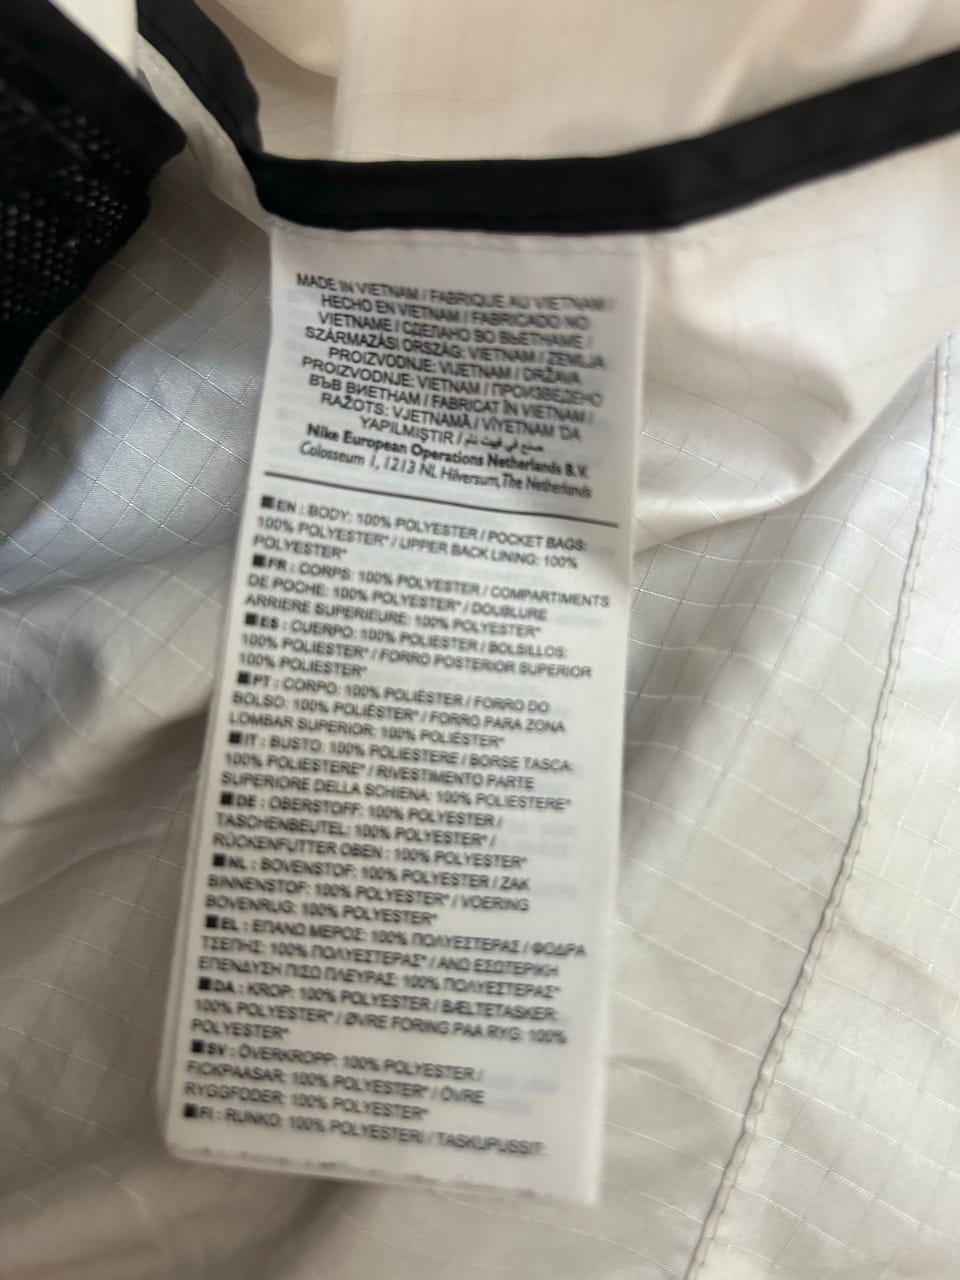 MADE IN VIETNAM / FABRIQUE AU VIETNAM /
HECHO EN VIETNAM / FABRICADO NO
VIETNAME / СДЕЛАНО ВО ВЬЕТНАМЕ /
SZÁRMAZÁSI ORSZÁG: VIETNAM / ZEMLJA
PROIZVODNJE: VIJETNAM / DRŽAVA
PROIZVODNJE: VIETNAM / ПРОИЗВЕДЕНО
ВЪВ ВИЕТНАМ / FABRICAT ÎN VIETNAM /
RAŽOTS: VJETNAMĀ / VİYETNAM 'DA
YAPILMIŞTIR / صنع في فيت نام
Nike European Operations Netherlands B.V.
Colosseum 1, 1213 NL Hilversum, The Netherlands
■EN : BODY: 100% POLYESTER / POCKET BAGS:
100% POLYESTER* / UPPER BACK LINING: 100%
POLYESTER*
■FR : CORPS: 100% POLYESTER / COMPARTIMENTS
DE POCHE: 100% POLYESTER* / DOUBLURE
ARRIERE SUPERIEURE: 100% POLYESTER*
■ES : CUERPO: 100% POLIESTER / BOLSILLOS:
100% POLIESTER* / FORRO POSTERIOR SUPERIOR
100% POLIESTER*
■PT : CORPO: 100% POLIÉSTER / FORRO DO
BOLSO: 100% POLIÉSTER* / FORRO PARA ZONA
LOMBAR SUPERIOR: 100% POLIÉSTER*
■IT : BUSTO: 100% POLIESTERE / BORSE TASCA:
100% POLIESTERE* / RIVESTIMENTO PARTE
SUPERIORE DELLA SCHIENA: 100% POLIESTERE*
■DE : OBERSTOFF: 100% POLYESTER /
TASCHENBEUTEL: 100% POLYESTER* /
RÜCKENFUTTER OBEN : 100% POLYESTER*
■NL : BOVENSTOF: 100% POLYESTER / ZAK
BINNENSTOF: 100% POLYESTER* / VOERING
BOVENRUG: 100% POLYESTER*
■EL : ΕΠΑΝΩ ΜΕΡΟΣ: 100% ΠΟΛΥΕΣΤΕΡΑΣ / ΦΟΔΡΑ
ΤΣΕΠΗΣ: 100% ΠΟΛΥΕΣΤΕΡΑΣ* / ΑΝΩ ΕΣΩΤΕΡΙΚΗ
ΕΠΕΝΔΥΣΗ ΠΙΣΩ ΠΛΕΥΡΑΣ: 100% ΠΟΛΥΕΣΤΕΡΑΣ*
■DA : KROP: 100% POLYESTER / BÆLTETASKER:
100% POLYESTER* / ØVRE FORING PAA RYG: 100%
POLYESTER*
■SV : ÖVERKROPP: 100% POLYESTER /
FICKPAASAR: 100% POLYESTER* / ÖVRE
RYGGFODER: 100% POLYESTER*
■FI : RUNKO: 100% POLYESTERI / TASKUPUSSIT: